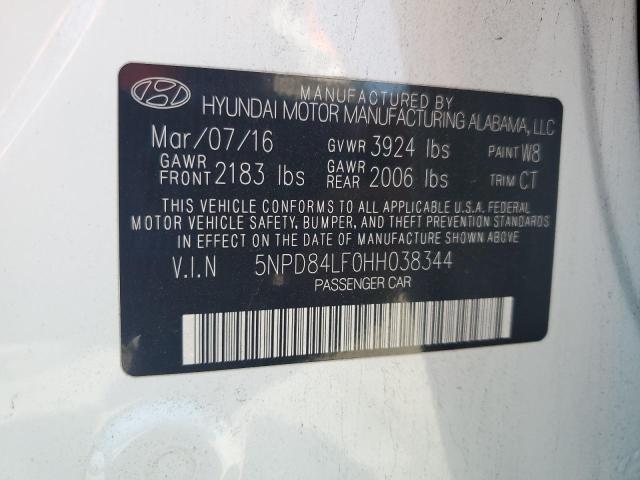 MANUFACTURED BY
HYUNDAI MOTOR MANUFACTURING ALABAMA, LLC
Mar/07/16 GVWR 3924 lbs PAINT W8
GAWR FRONT 2183 lbs GAWR REAR 2006 lbs TRIM CT
THIS VEHICLE CONFORMS TO ALL APPLICABLE U.S.A. FEDERAL
MOTOR VEHICLE SAFETY, BUMPER, AND THEFT PREVENTION STANDARDS
IN EFFECT ON THE DATE OF MANUFACTURE SHOWN ABOVE.
V.I.N 5NPD84LF0HH038344
PASSENGER CAR